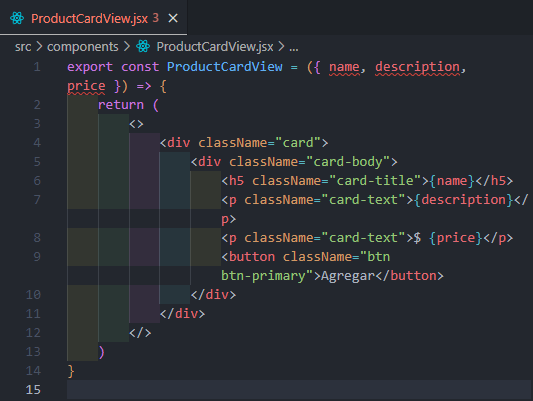 ProductCardView.jsx 3 ×
src > components > ProductCardView.jsx > ...
1 export const ProductCardView = ({ name, description,
price }) => {
2 return (
3 <>
4 <div className="card">
5 <div className="card-body">
6 <h5 className="card-title">{name}</h5>
7 <p className="card-text">{description}</
p>
8 <p className="card-text">$ {price}</p>
9 <button className="btn
btn-primary">Agregar</button>
10 </div>
11 </div>
12 </>
13 )
14 }
15